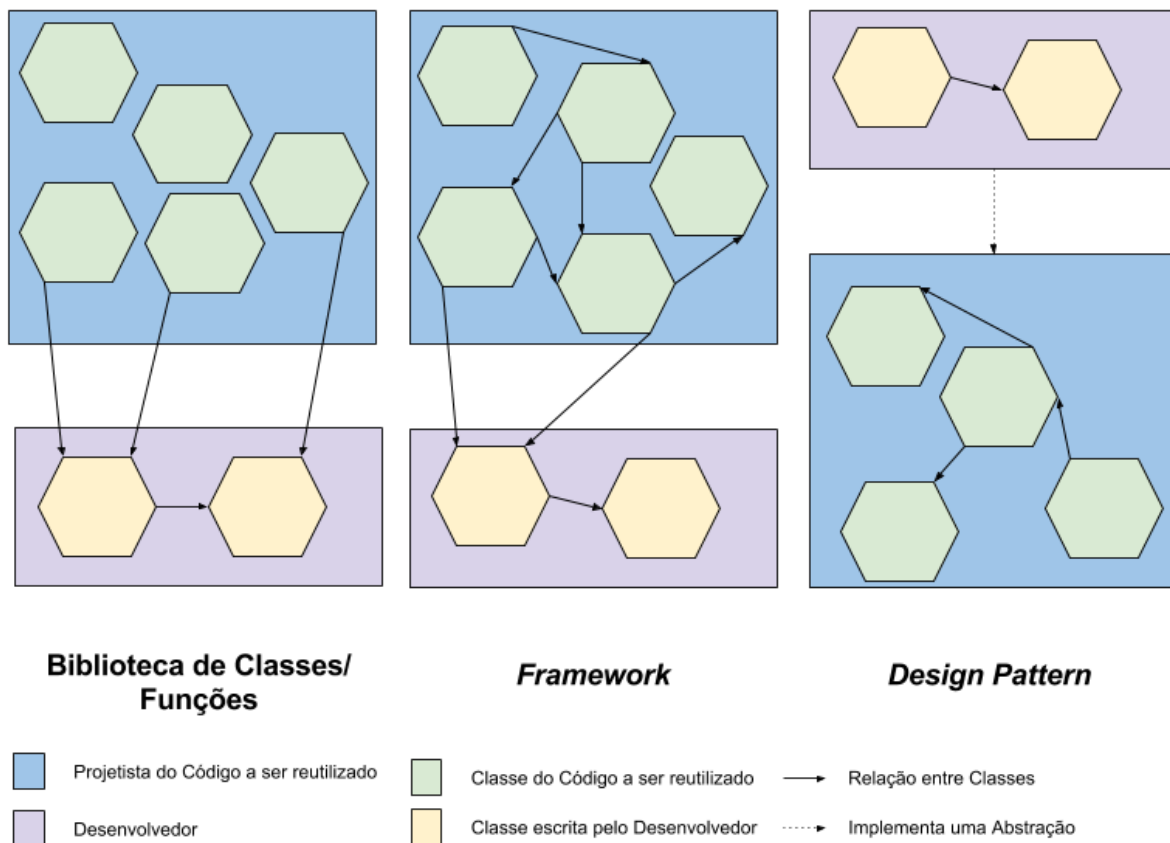 Biblioteca de Classes/
Funções
Framework
Design Pattern
Projetista do Código a ser reutilizado
Classe do Código a ser reutilizado
Relação entre Classes
Desenvolvedor
Classe escrita pelo Desenvolvedor
Implementa uma Abstração